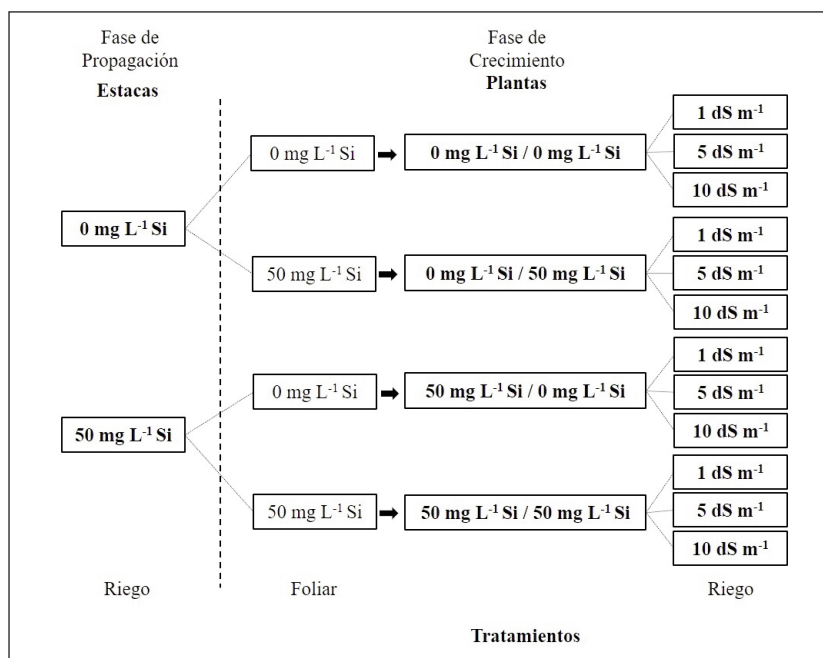 Fase de
Propagación
Estacas
Fase de
Crecimiento
Plantas
0 mg L⁻¹ Si
0 mg L⁻¹ Si
0 mg L⁻¹ Si / 0 mg L⁻¹ Si
1 dS m⁻¹
5 dS m⁻¹
10 dS m⁻¹
50 mg L⁻¹ Si
0 mg L⁻¹ Si / 50 mg L⁻¹ Si
1 dS m⁻¹
5 dS m⁻¹
10 dS m⁻¹
50 mg L⁻¹ Si
0 mg L⁻¹ Si
50 mg L⁻¹ Si / 0 mg L⁻¹ Si
1 dS m⁻¹
5 dS m⁻¹
10 dS m⁻¹
50 mg L⁻¹ Si
50 mg L⁻¹ Si / 50 mg L⁻¹ Si
1 dS m⁻¹
5 dS m⁻¹
10 dS m⁻¹
Riego
Foliar
Riego
Tratamientos